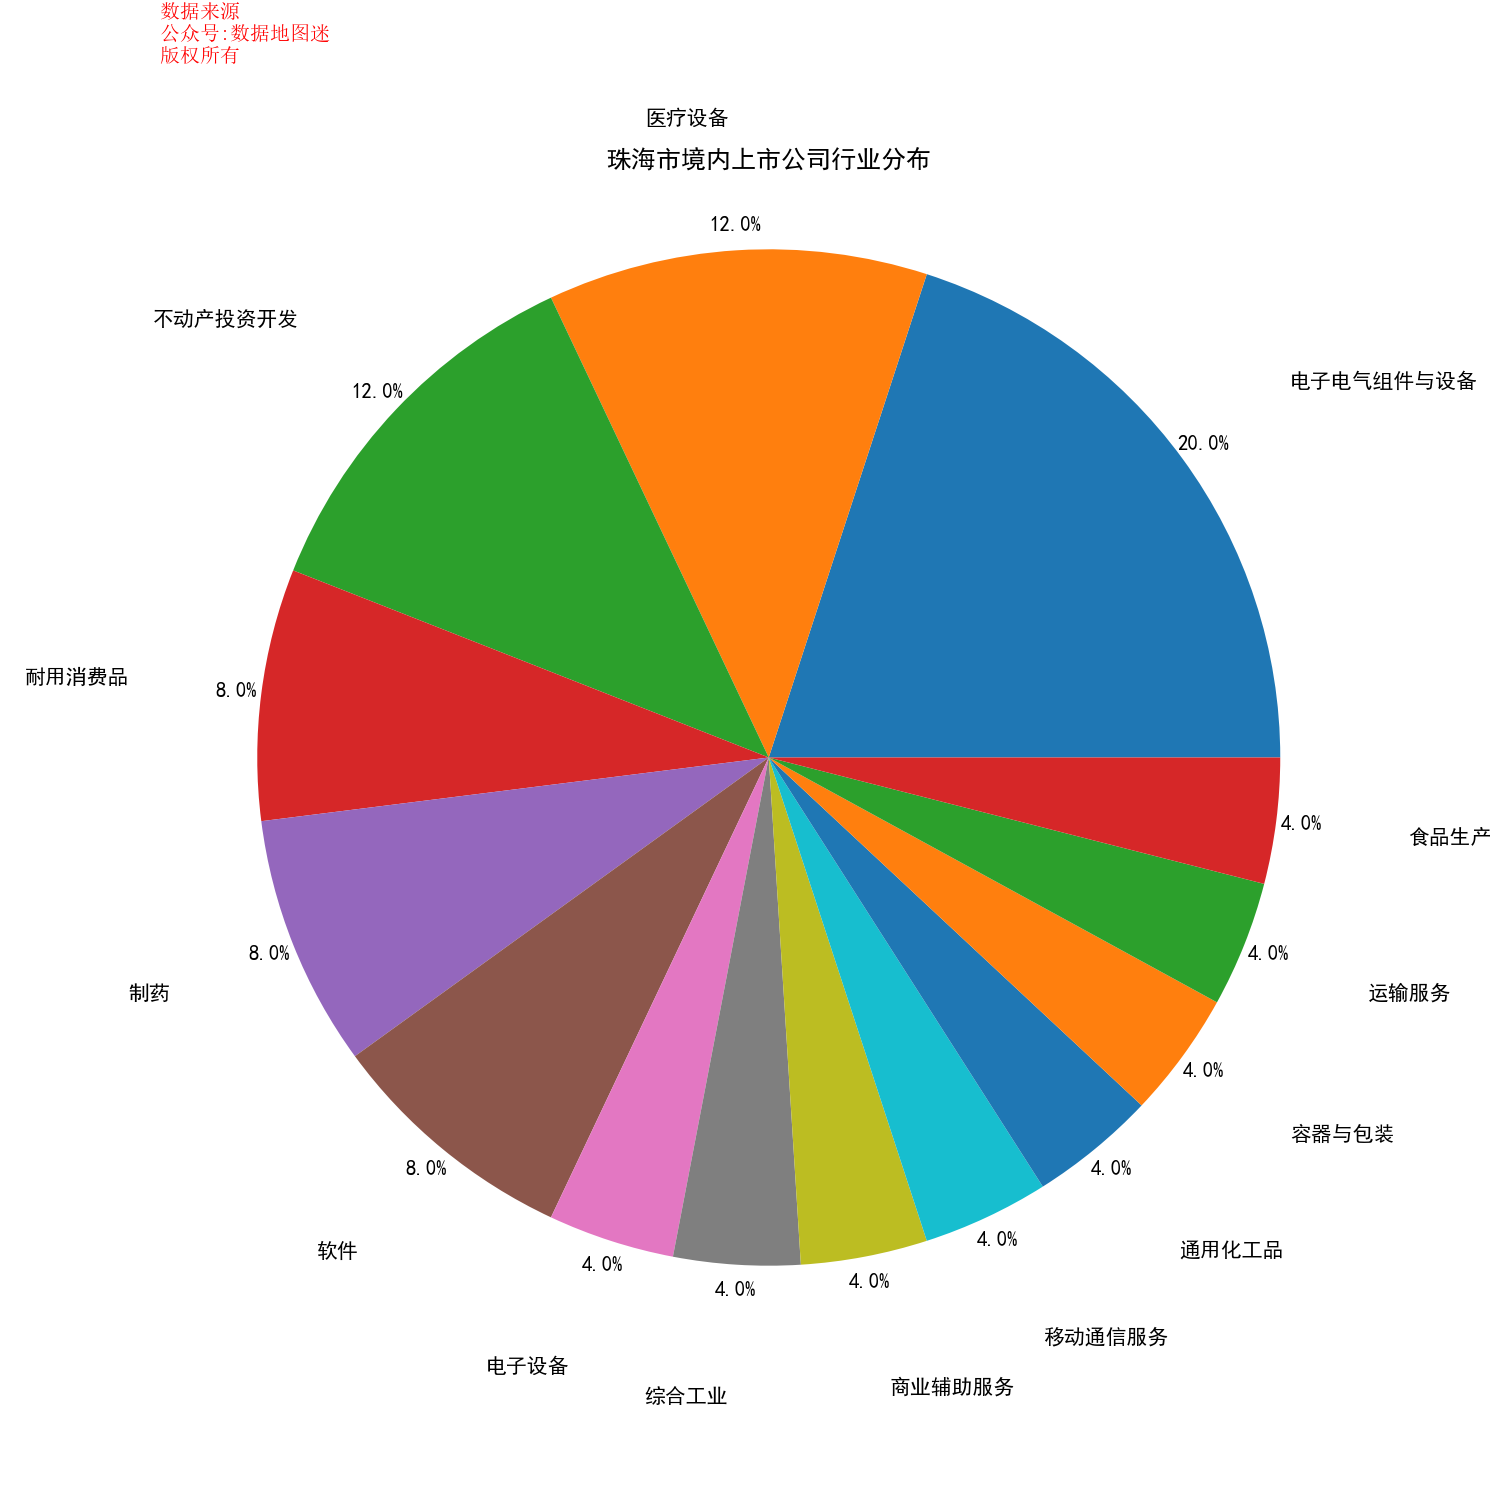 数据来源
公众号:数据地图迷
版权所有
医疗设备
珠海市境内上市公司行业分布
12.0%
不动产投资开发
12.0%
电子电气组件与设备
20.0%
耐用消费品
8.0%
4.0%
食品生产
8.0%
制药
4.0%
运输服务
4.0%
容器与包装
8.0%
软件
4.0%
通用化工品
4.0%
移动通信服务
4.0%
电子设备
4.0%
综合工业
4.0%
商业辅助服务